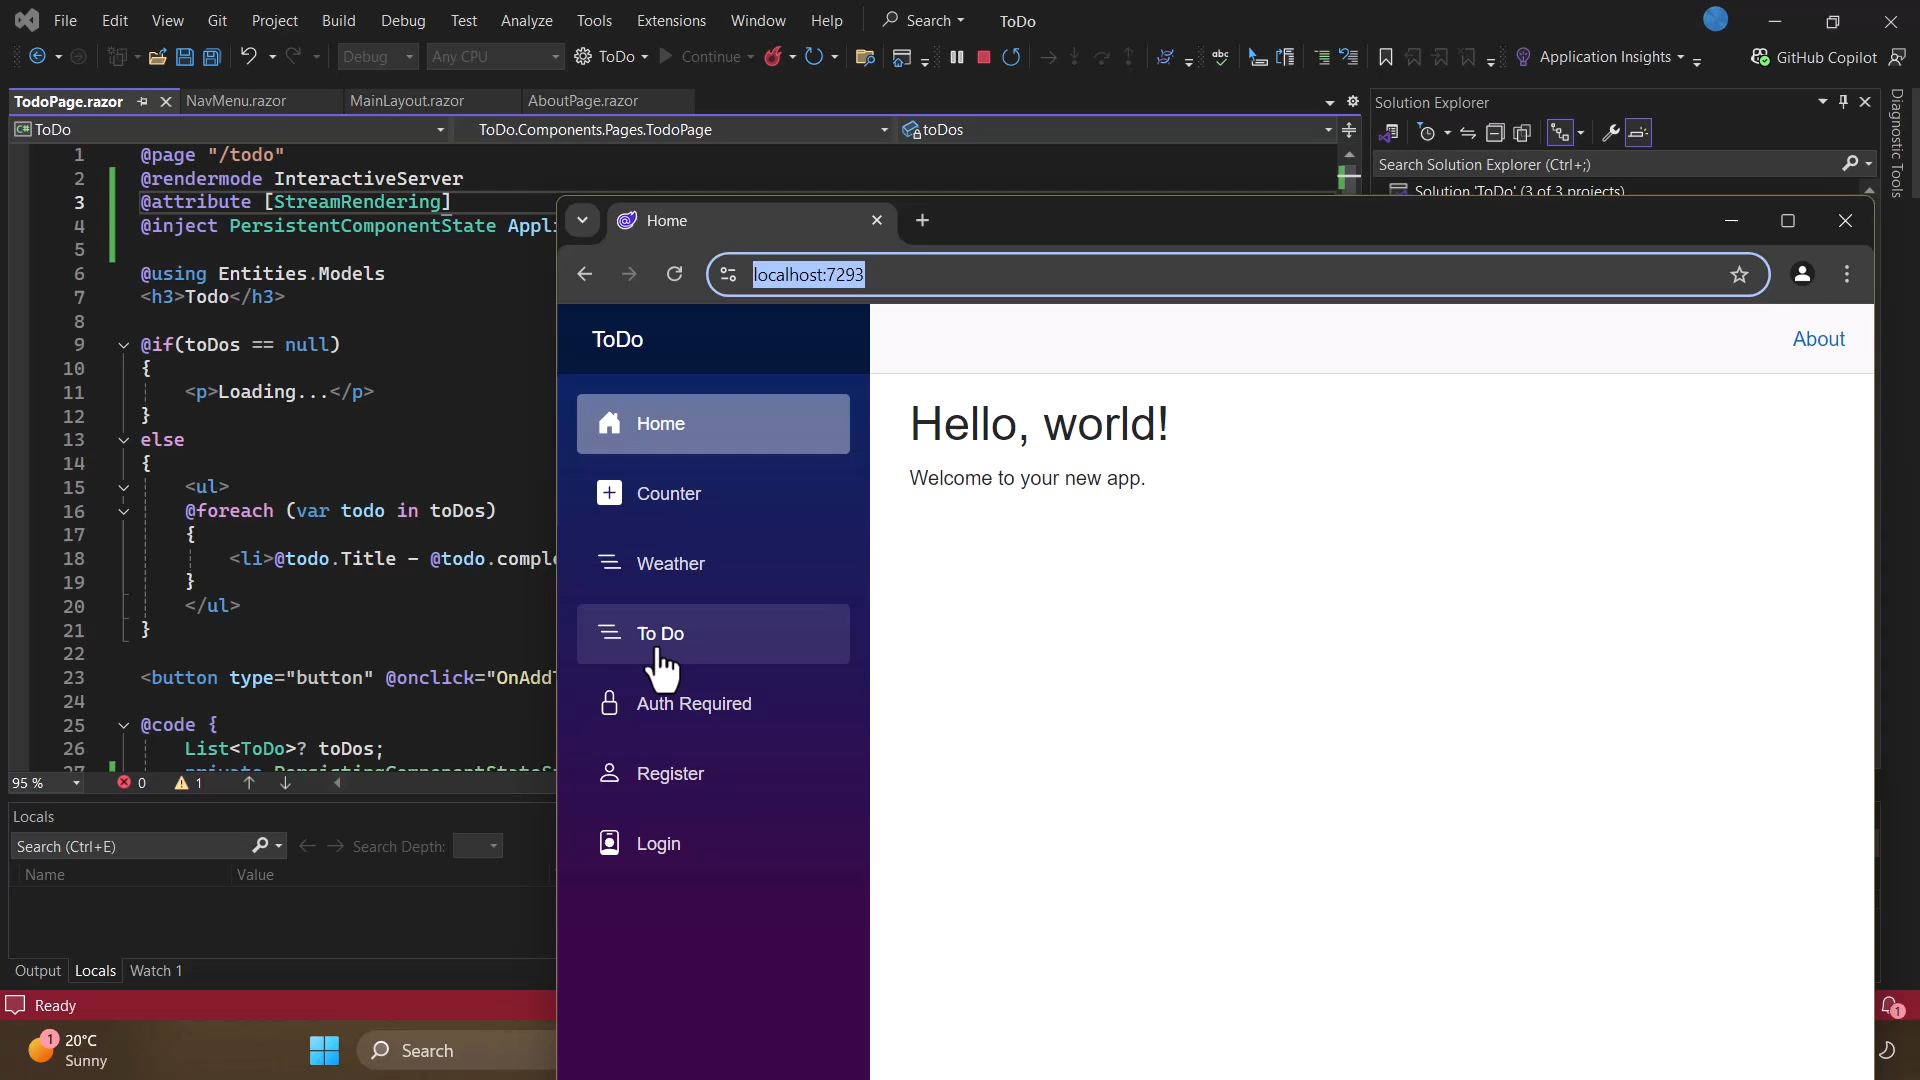 File Edit View Git Project Build Debug Test Analyze Tools Extensions Window Help Search ToDo
Debug Any CPU ToDo Continue abc Application Insights GitHub Copilot
TodoPage.razor NavMenu.razor MainLayout.razor AboutPage.razor
C# ToDo ToDo.Components.Pages.TodoPage toDos
1 @page "/todo"
2 @rendermode InteractiveServer
3 @attribute [StreamRendering]
4 @inject PersistentComponentState Appli
5
6 @using Entities.Models
7 <h3>Todo</h3>
8
9 @if(toDos == null)
10 {
11 <p>Loading...</p>
12 }
13 else
14 {
15 <ul>
16 @foreach (var todo in toDos)
17 {
18 <li>@todo.Title - @todo.comple
19 }
20 </ul>
21 }
22
23 <button type="button" @onclick="OnAddT
24
25 @code {
26 List<ToDo>? toDos;
95 % 0 1
Locals
Search (Ctrl+E) Search Depth:
Name Value
Output Locals Watch 1
Ready
Solution Explorer
Search Solution Explorer (Ctrl+;)
Solution 'ToDo' (3 of 3 projects)
Diagnostic Tools
Home
localhost:7293
ToDo
About
Home
Counter
Weather
To Do
Auth Required
Register
Login
Hello, world!
Welcome to your new app.
1
1
20°C
Sunny
Search